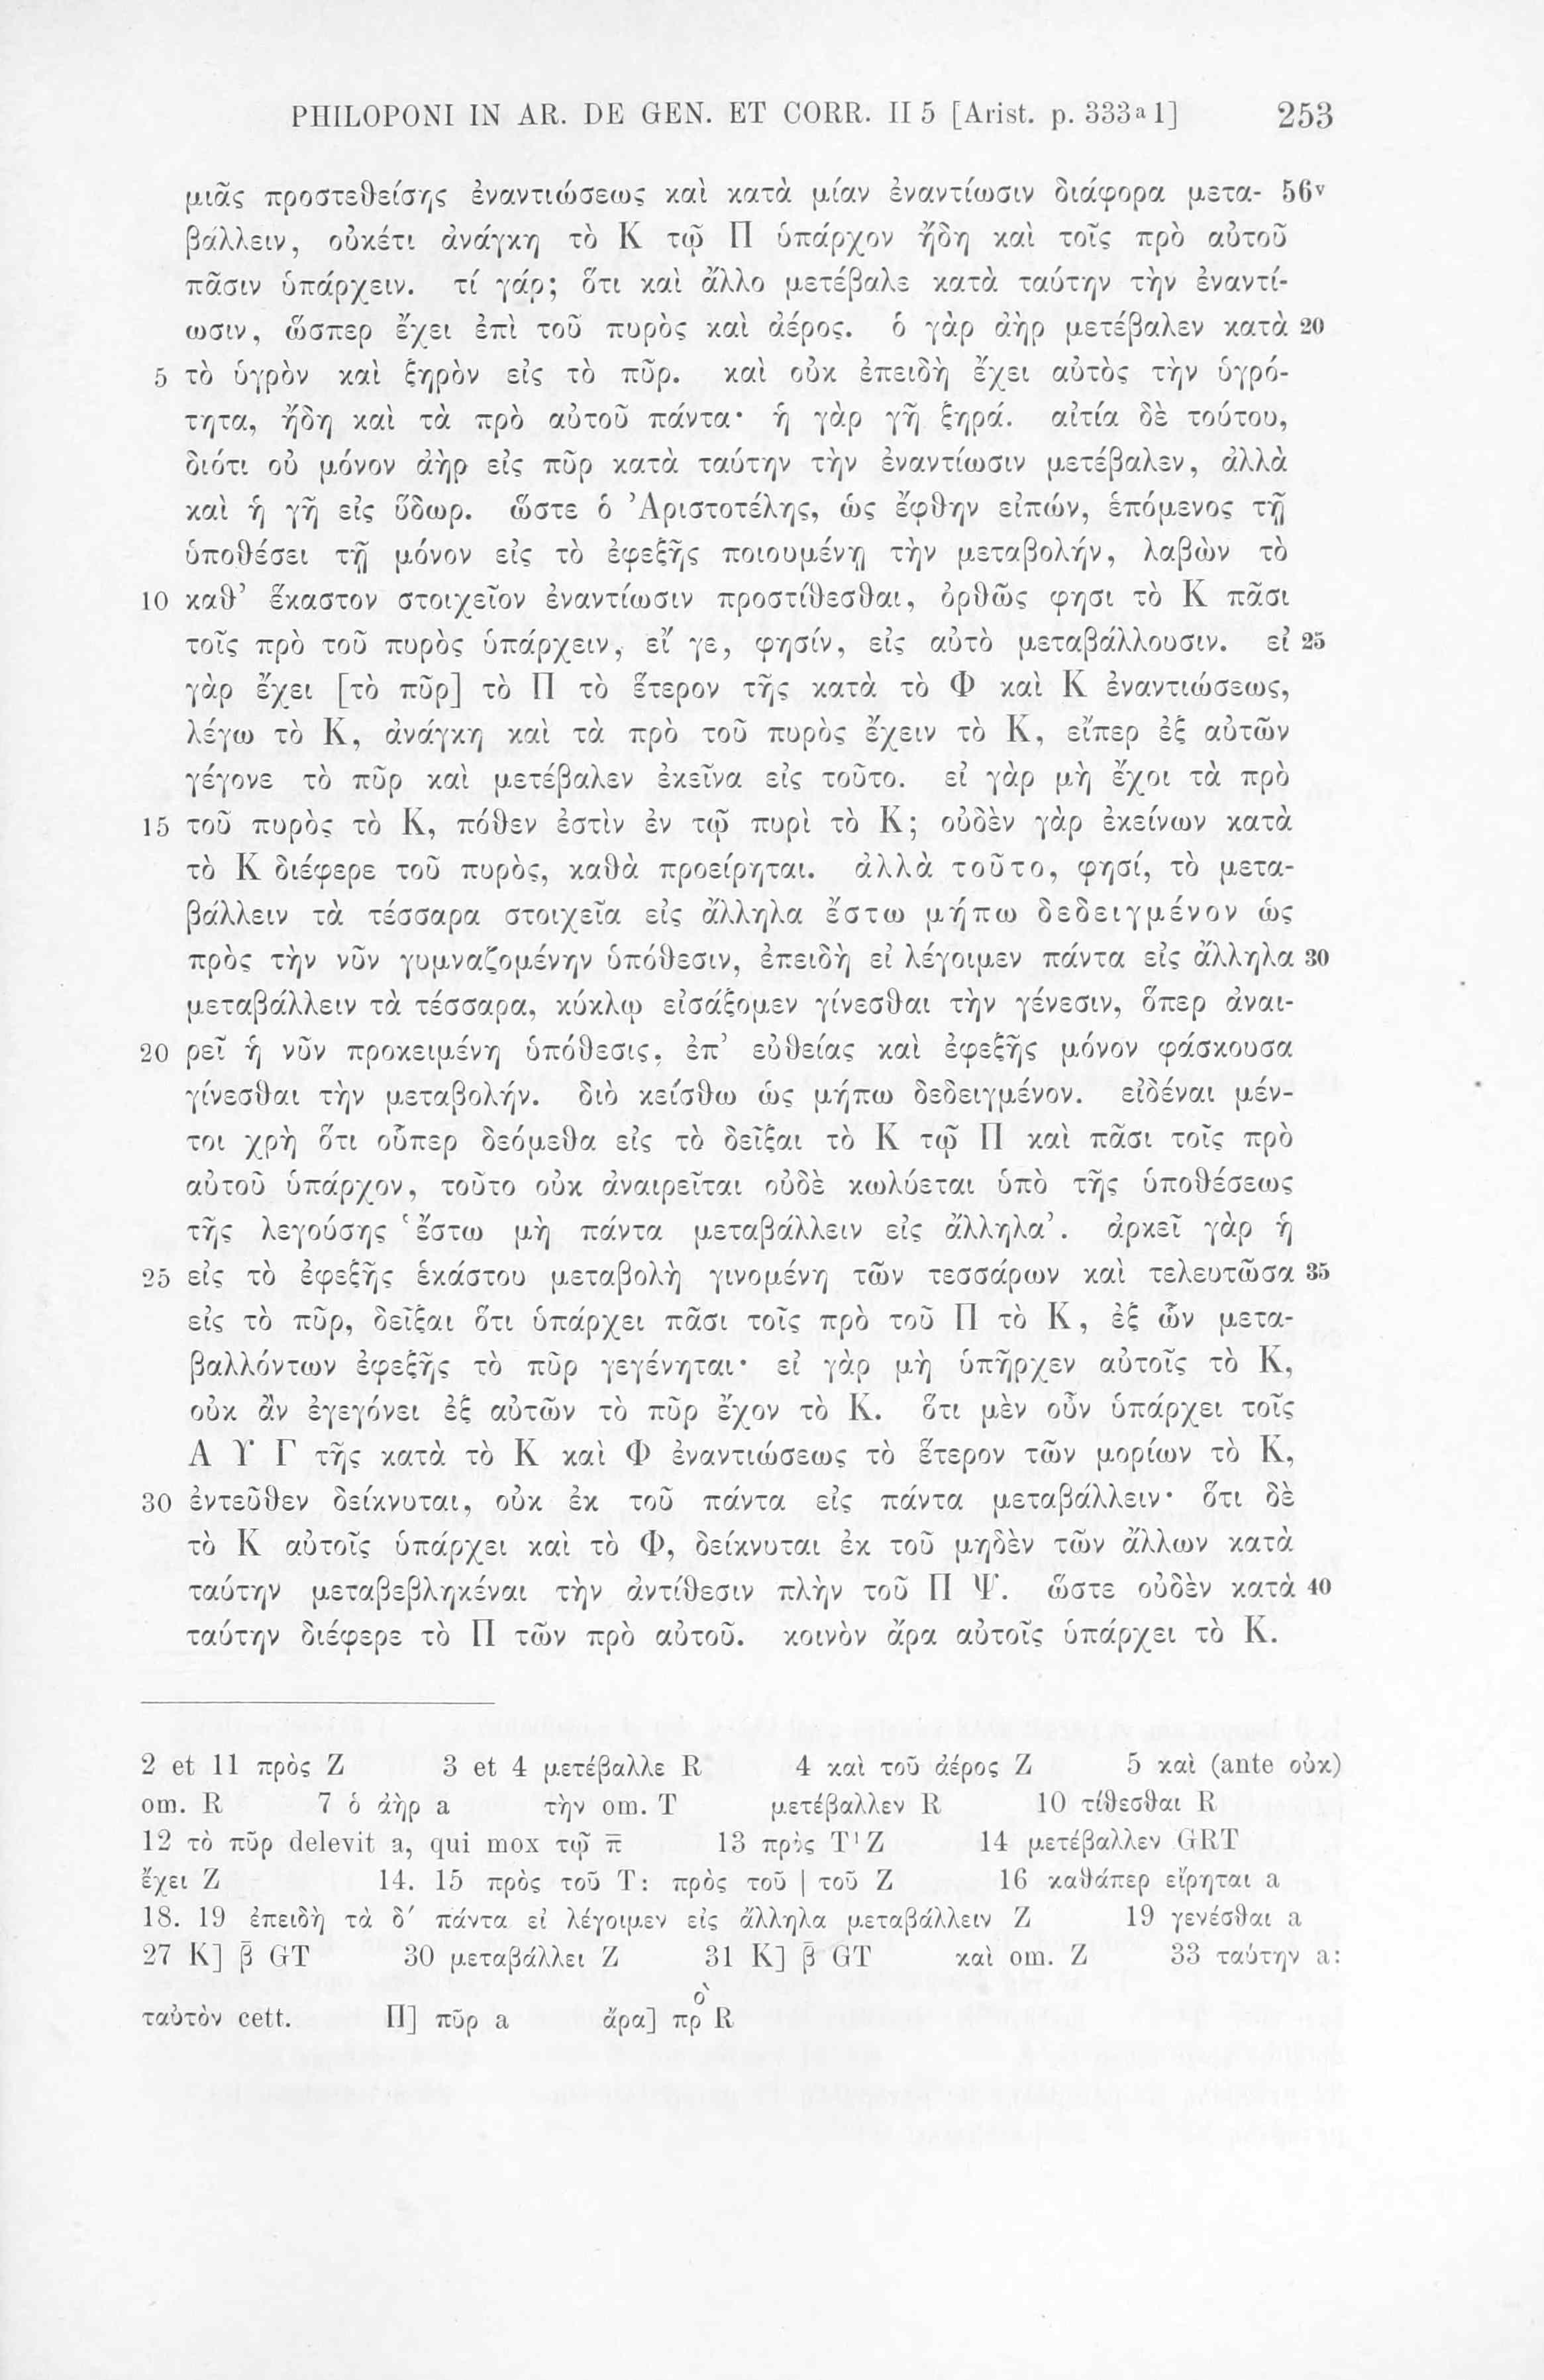 PHILOPONI IN AR. DE GEN. ET CORR. II 5 [Arist. p. 333a 1] 253
μιᾶς προστεθείσης ἐναντιώσεως καὶ κατὰ μίαν ἐναντίωσιν διάφορα μετα- 56v
βάλλειν, οὐκέτι ἀνάγκη τὸ Κ τῷ Π ὑπάρχον ἤδη καὶ τοῖς πρὸ αὐτοῦ
πᾶσιν ὑπάρχειν. τί γάρ; ὅτι καὶ ἄλλο μετέβαλε κατὰ ταύτην τὴν ἐναντί-
ωσιν, ὥσπερ ἔχει ἐπὶ τοῦ πυρὸς καὶ ἀέρος. ὁ γὰρ ἀὴρ μετέβαλεν κατὰ 20
5 τὸ ὑγρὸν καὶ ξηρὸν εἰς τὸ πῦρ. καὶ οὐκ ἐπειδὴ ἔχει αὐτὸς τὴν ὑγρό-
τητα, ἤδη καὶ τὰ πρὸ αὐτοῦ πάντα· ἡ γὰρ γῆ ξηρά. αἰτία δὲ τούτου,
διότι οὐ μόνον ἀὴρ εἰς πῦρ κατὰ ταύτην τὴν ἐναντίωσιν μετέβαλεν, ἀλλὰ
καὶ ἡ γῆ εἰς ὕδωρ. ὥστε ὁ Ἀριστοτέλης, ὡς ἔφθην εἰπών, ἑπόμενος τῇ
ὑποθέσει τῇ μόνον εἰς τὸ ἐφεξῆς ποιουμένῃ τὴν μεταβολήν, λαβὼν τὸ
10 καθ’ ἕκαστον στοιχεῖον ἐναντίωσιν προστίθεσθαι, ὀρθῶς φησι τὸ Κ πᾶσι
τοῖς πρὸ τοῦ πυρὸς ὑπάρχειν, εἴ γε, φησίν, εἰς αὐτὸ μεταβάλλουσιν. εἰ 25
γὰρ ἔχει [τὸ πῦρ] τὸ Π τὸ ἕτερον τῆς κατὰ τὸ Φ καὶ Κ ἐναντιώσεως,
λέγω τὸ Κ, ἀνάγκη καὶ τὰ πρὸ τοῦ πυρὸς ἔχειν τὸ Κ, εἴπερ ἐξ αὐτῶν
γέγονε τὸ πῦρ καὶ μετέβαλεν ἐκεῖνα εἰς τοῦτο. εἰ γὰρ μὴ ἔχοι τὰ πρὸ
15 τοῦ πυρὸς τὸ Κ, πόθεν ἐστὶν ἐν τῷ πυρὶ τὸ Κ; οὐδὲν γὰρ ἐκείνων κατὰ
τὸ Κ διέφερε τοῦ πυρὸς, καθὰ προείρηται. ἀλλὰ τοῦτο, φησί, τὸ μετα-
βάλλειν τὰ τέσσαρα στοιχεῖα εἰς ἄλληλα ἔστω μήπω δεδειγμένον ὡς
πρὸς τὴν νῦν γυμναζομένην ὑπόθεσιν, ἐπειδὴ εἰ λέγοιμεν πάντα εἰς ἄλληλα 30
μεταβάλλειν τὰ τέσσαρα, κύκλῳ εἰσάξομεν γίνεσθαι τὴν γένεσιν, ὅπερ ἀναι-
20 ρεῖ ἡ νῦν προκειμένη ὑπόθεσις, ἐπ’ εὐθείας καὶ ἐφεξῆς μόνον φάσκουσα
γίνεσθαι τὴν μεταβολήν. διὸ κείσθω ὡς μήπω δεδειγμένον. εἰδέναι μέν-
τοι χρὴ ὅτι οὗπερ δεόμεθα εἰς τὸ δεῖξαι τὸ Κ τῷ Π καὶ πᾶσι τοῖς πρὸ
αὐτοῦ ὑπάρχον, τοῦτο οὐκ ἀναιρεῖται οὐδὲ κωλύεται ὑπὸ τῆς ὑποθέσεως
τῆς λεγούσης ‘ἔστω μὴ πάντα μεταβάλλειν εἰς ἄλληλα’. ἀρκεῖ γὰρ ἡ
25 εἰς τὸ ἐφεξῆς ἑκάστου μεταβολὴ γινομένη τῶν τεσσάρων καὶ τελευτῶσα 35
εἰς τὸ πῦρ, δεῖξαι ὅτι ὑπάρχει πᾶσι τοῖς πρὸ τοῦ Π τὸ Κ, ἐξ ὧν μετα-
βαλλόντων ἐφεξῆς τὸ πῦρ γεγένηται· εἰ γὰρ μὴ ὑπῆρχεν αὐτοῖς τὸ Κ,
οὐκ ἂν ἐγεγόνει ἐξ αὐτῶν τὸ πῦρ ἔχον τὸ Κ. ὅτι μὲν οὖν ὑπάρχει τοῖς
Α Υ Γ τῆς κατὰ τὸ Κ καὶ Φ ἐναντιώσεως τὸ ἕτερον τῶν μορίων τὸ Κ,
30 ἐντεῦθεν δείκνυται, οὐκ ἐκ τοῦ πάντα εἰς πάντα μεταβάλλειν· ὅτι δὲ
τὸ Κ αὐτοῖς ὑπάρχει καὶ τὸ Φ, δείκνυται ἐκ τοῦ μηδὲν τῶν ἄλλων κατὰ
ταύτην μεταβεβληκέναι τὴν ἀντίθεσιν πλὴν τοῦ Π Ψ. ὥστε οὐδὲν κατὰ 40
ταύτην διέφερε τὸ Π τῶν πρὸ αὐτοῦ. κοινὸν ἄρα αὐτοῖς ὑπάρχει τὸ Κ.
2 et 11 πρὸς Z 3 et 4 μετέβαλλε R 4 καὶ τοῦ ἀέρος Z 5 καὶ (ante οὐκ)
om. R 7 ὁ ἀὴρ a τὴν om. T μετέβαλλεν R 10 τίθεσθαι R
12 τὸ πῦρ delevit a, qui mox τῷ π̅ 13 πρὸς T¹Z 14 μετέβαλλεν GRT
ἔχει Z 14. 15 πρὸς τοῦ T: πρὸς τοῦ | τοῦ Z 16 καθάπερ εἴρηται a
18. 19 ἐπειδὴ τὰ δ′ πάντα εἰ λέγοιμεν εἰς ἄλληλα μεταβάλλειν Z 19 γενέσθαι a
27 Κ] β̅ GT 30 μεταβάλλει Z 31 Κ] β̅ GT καὶ om. Z 33 ταύτην a:
ταὐτὸν cett. Π] πῦρ a ἄρα] πρὸ R